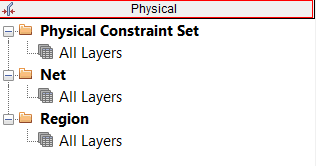 Physical
Physical Constraint Set
All Layers
Net
All Layers
Region
All Layers